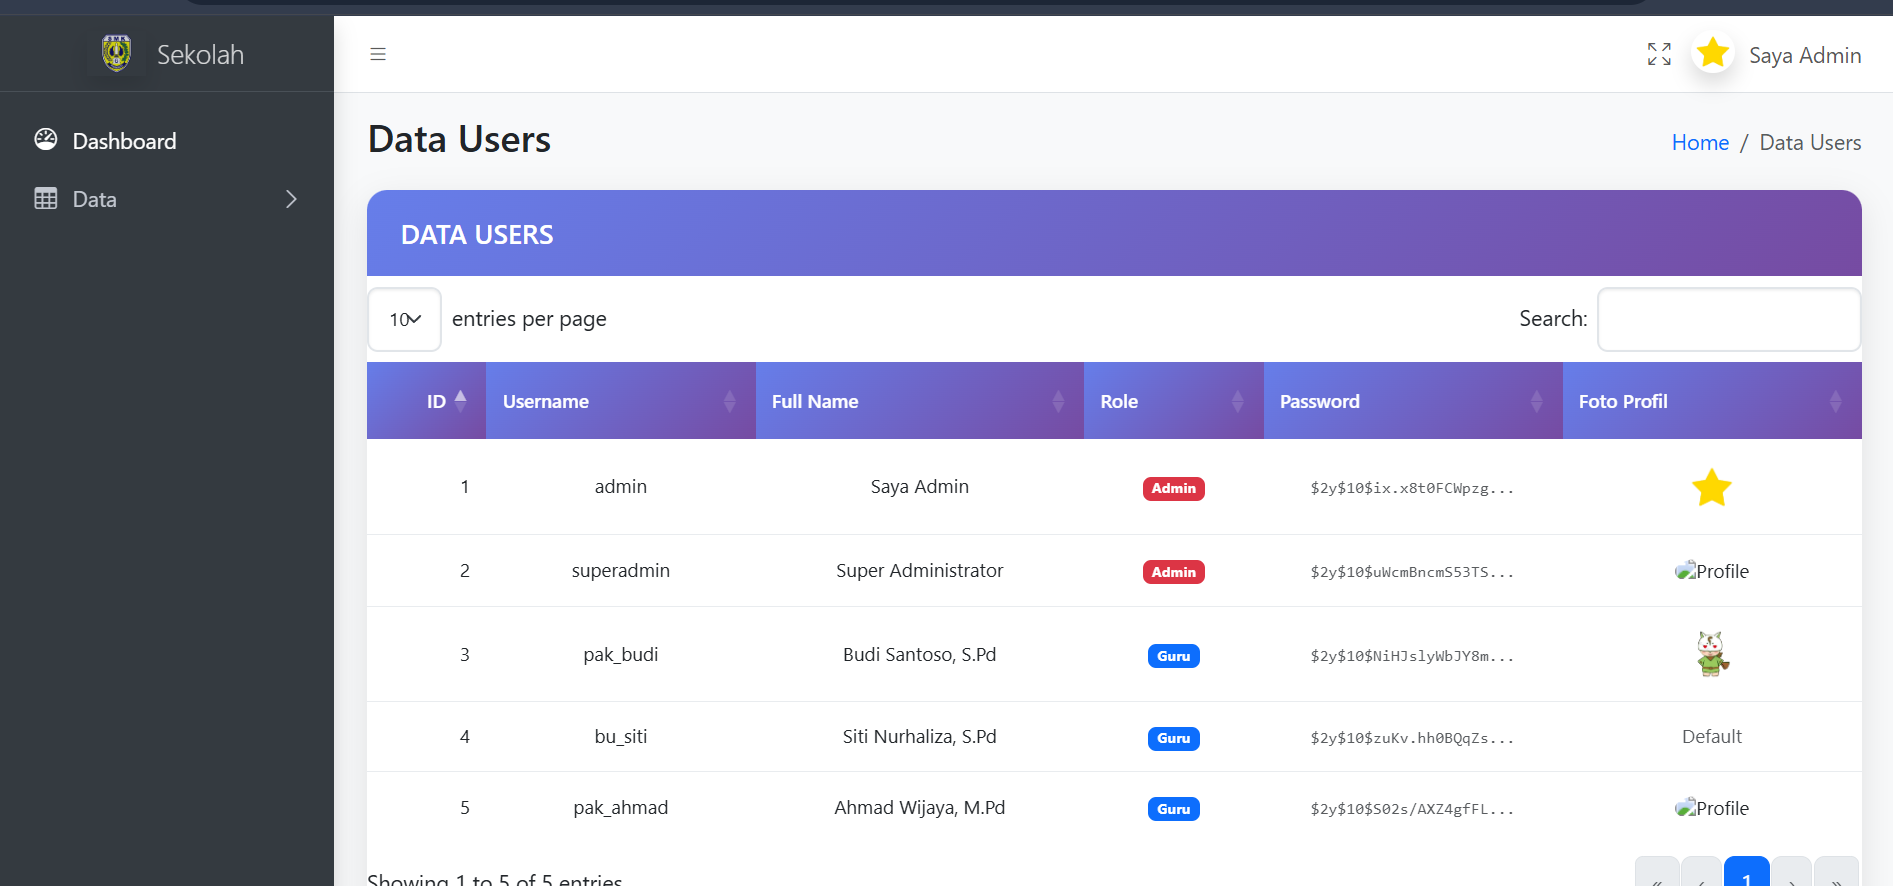 SMK
Sekolah
Saya Admin
Dashboard
Data
Data Users
Home / Data Users
DATA USERS
10 entries per page
Search:
ID Username Full Name Role Password Foto Profil
1 admin Saya Admin Admin $2y$10$ix.x8t0FCWpzg...
2 superadmin Super Administrator Admin $2y$10$uWcmBncmS53TS... Profile
3 pak_budi Budi Santoso, S.Pd Guru $2y$10$NiHJslyWbJY8m...
4 bu_siti Siti Nurhaliza, S.Pd Guru $2y$10$zuKv.hh0BQqZs... Default
5 pak_ahmad Ahmad Wijaya, M.Pd Guru $2y$10$S02s/AXZ4gfFL... Profile
Showing 1 to 5 of 5 entries
« ‹ 1 › »